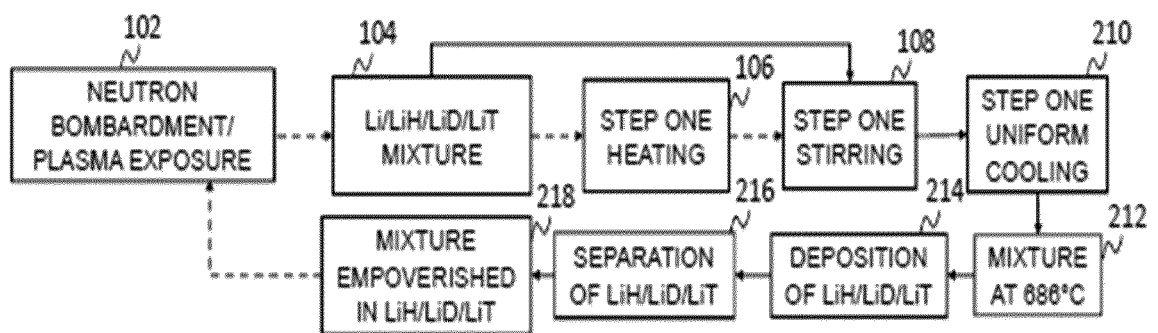 102
NEUTRON
BOMBARDMENT/
PLASMA EXPOSURE
104
Li/LiH/LiD/LiT
MIXTURE
106
STEP ONE
HEATING
108
STEP ONE
STIRRING
210
STEP ONE
UNIFORM
COOLING
212
MIXTURE
AT 686°C
214
DEPOSITION
OF LiH/LiD/LiT
216
SEPARATION
OF LiH/LiD/LiT
218
MIXTURE
EMPOVERISHED
IN LiH/LiD/LiT